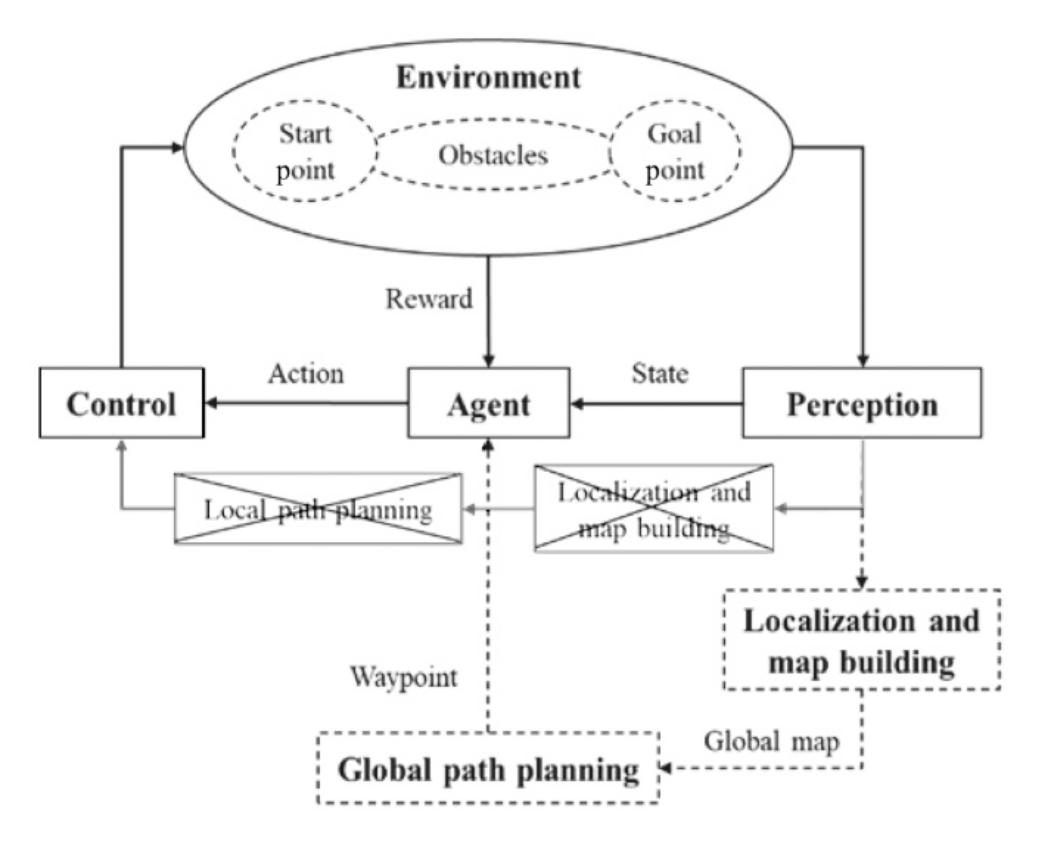 Environment
Start
point
Obstacles
Goal
point
Reward
Control
Action
Agent
State
Perception
Local path planning
Localization and
map building
Localization and
map building
Waypoint
Global map
Global path planning